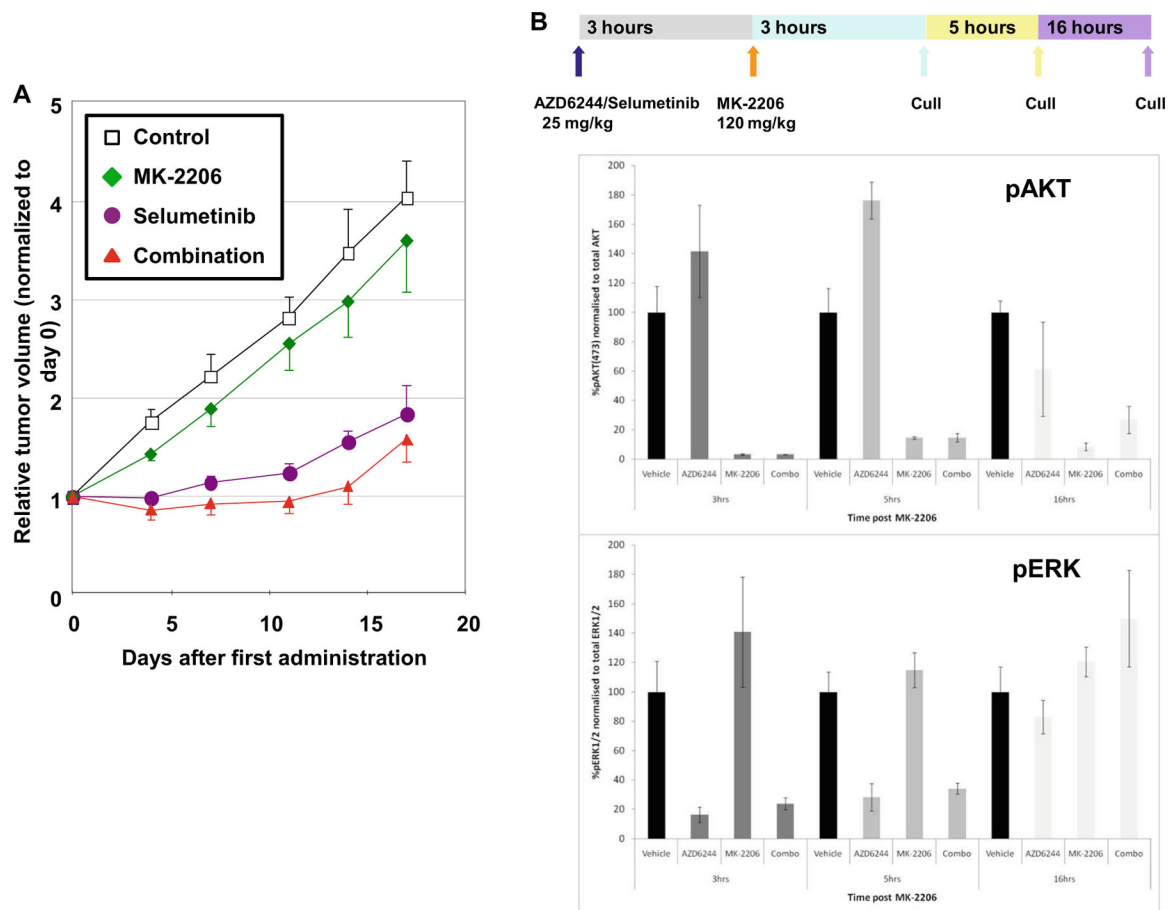 A
Relative tumor volume (normalized to
day 0)
5
4
3
2
1
0
Control
MK-2206
Selumetinib
Combination
0 5 10 15 20
Days after first administration
B
3 hours 3 hours 5 hours 16 hours
AZD6244/Selumetinib MK-2206 Cull Cull Cull
25 mg/kg 120 mg/kg
pAKT
%pAKT(473) normalised to total AKT
200
180
160
140
120
100
80
60
40
20
0
Vehicle AZD6244 MK-2206 Combo Vehicle AZD6244 MK-2206 Combo Vehicle AZD6244 MK-2206 Combo
3hrs 5hrs 16hrs
Time post MK-2206
pERK
%pERK1/2 normalised to total ERK1/2
200
180
160
140
120
100
80
60
40
20
0
Vehicle AZD6244 MK-2206 Combo Vehicle AZD6244 MK-2206 Combo Vehicle AZD6244 MK-2206 Combo
3hrs 5hrs 16hrs
Time post MK-2206